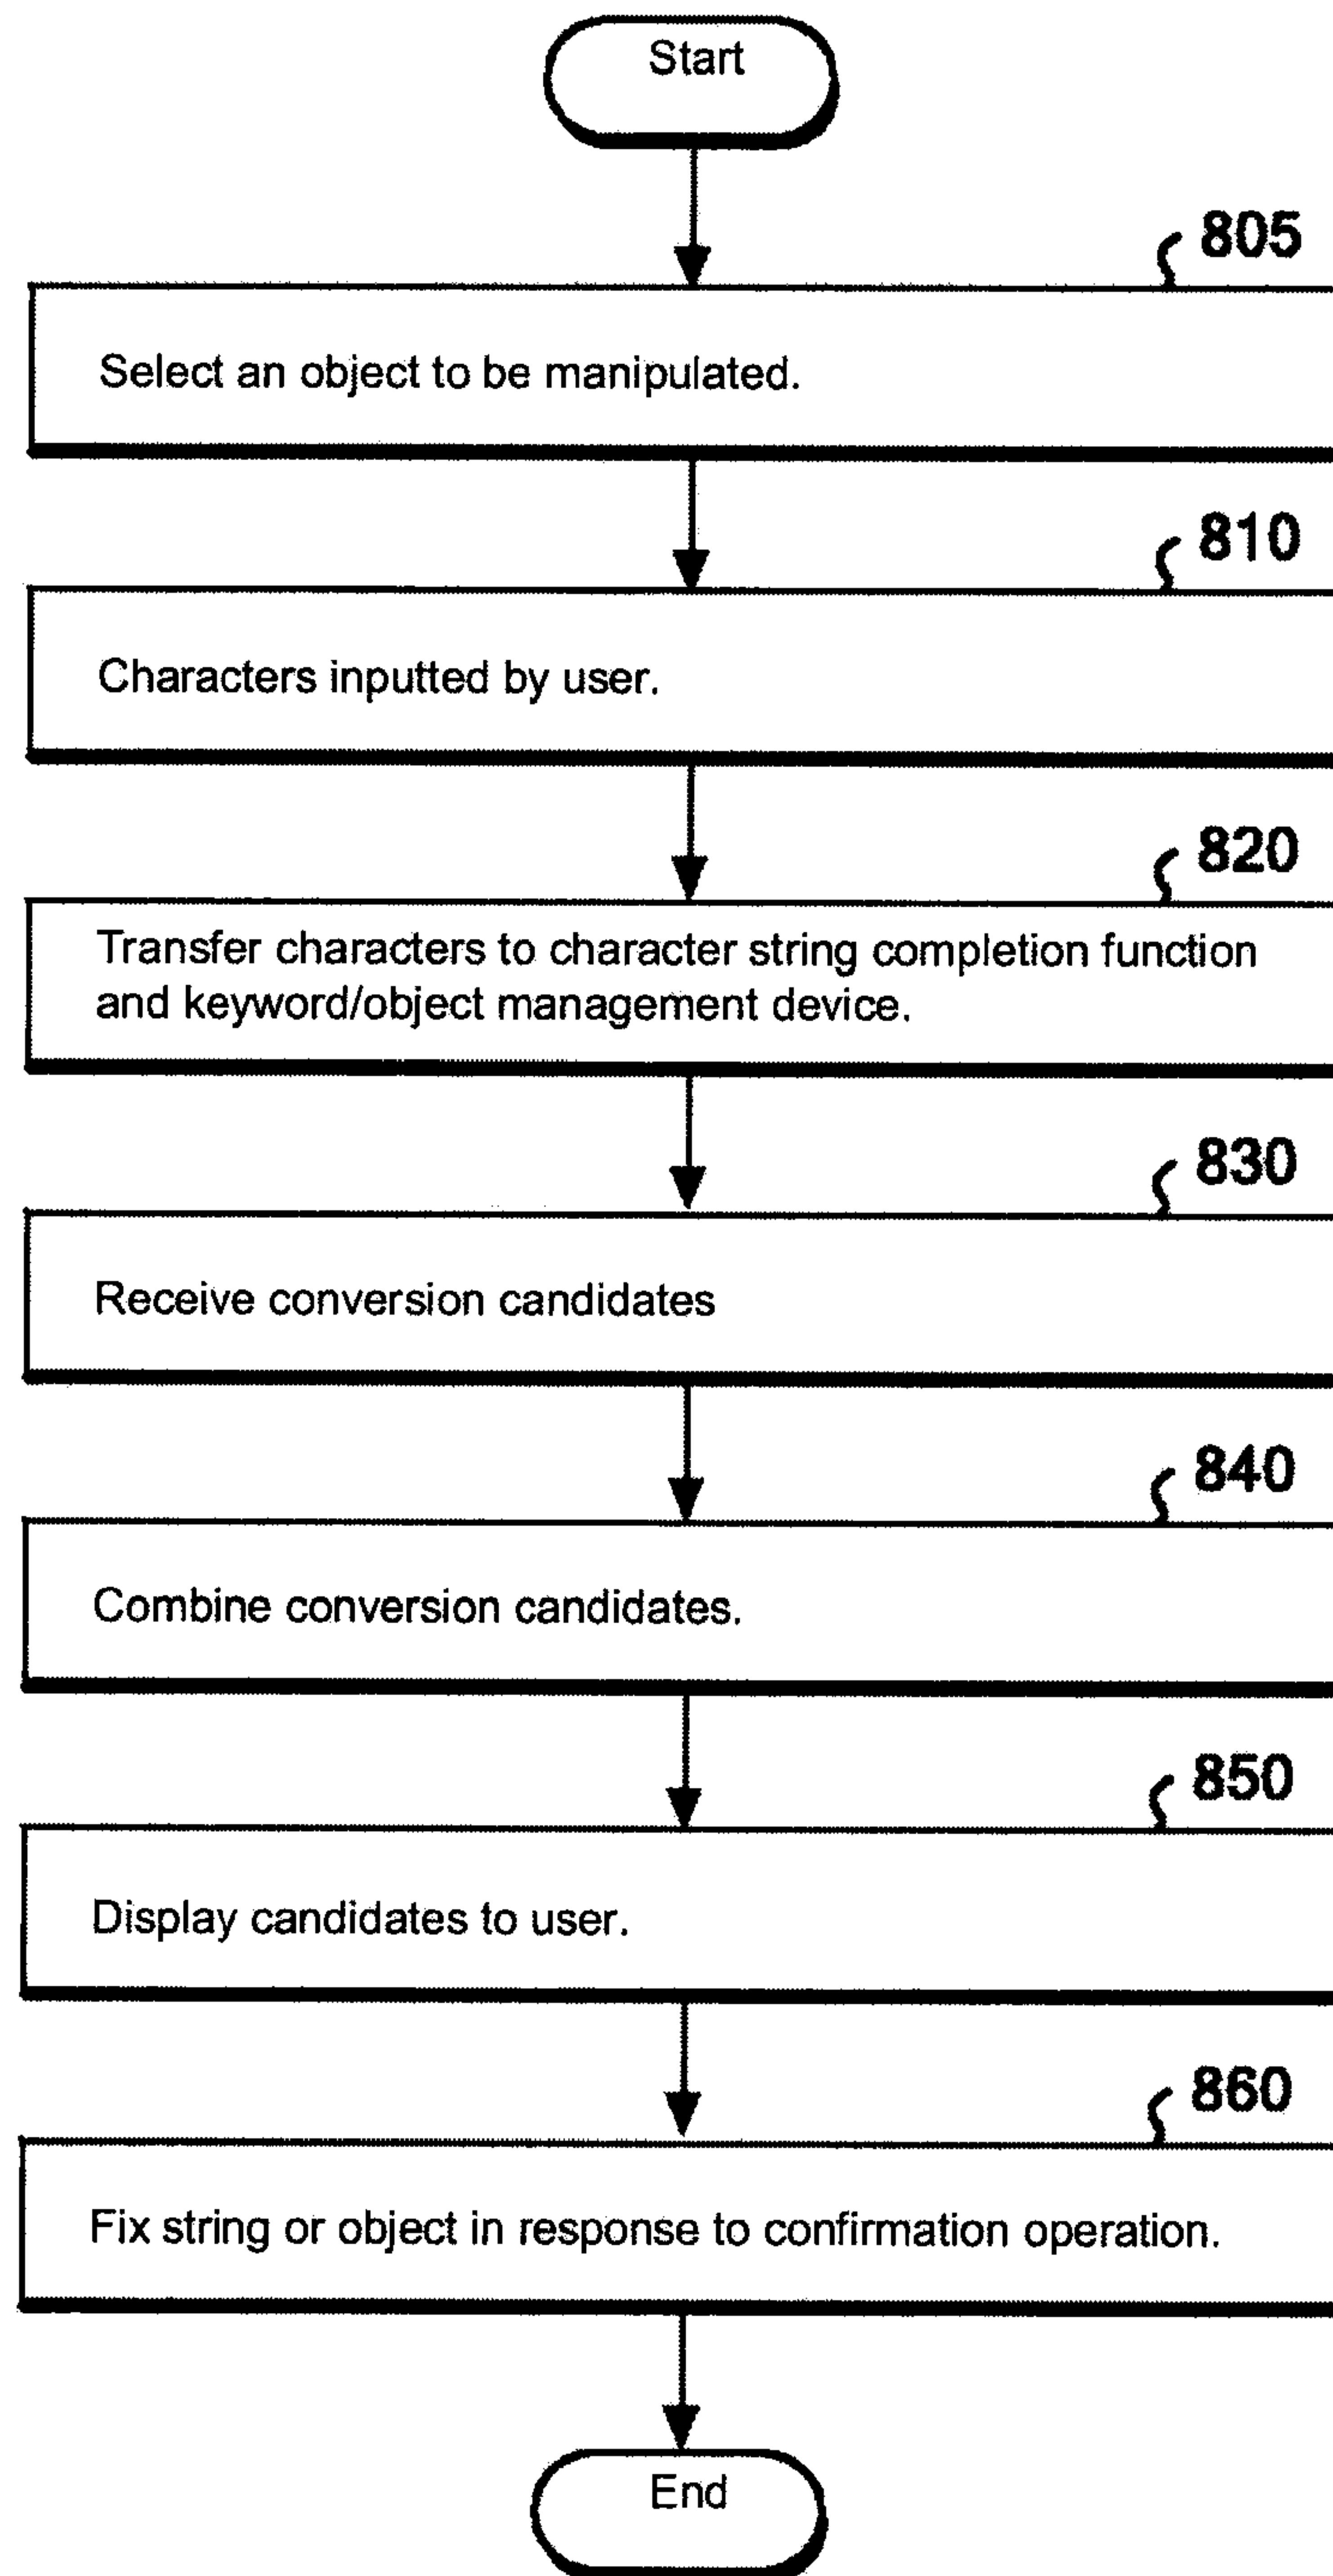 Start
805
Select an object to be manipulated.
810
Characters inputted by user.
820
Transfer characters to character string completion function
and keyword/object management device.
830
Receive conversion candidates
840
Combine conversion candidates.
850
Display candidates to user.
860
Fix string or object in response to confirmation operation.
End